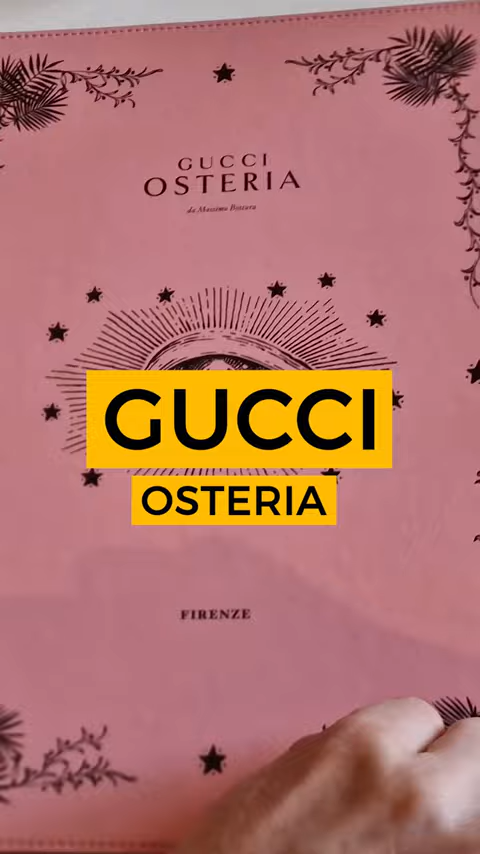 GUCCI
OSTERIA
da Massimo Bottura
GUCCI
OSTERIA
FIRENZE